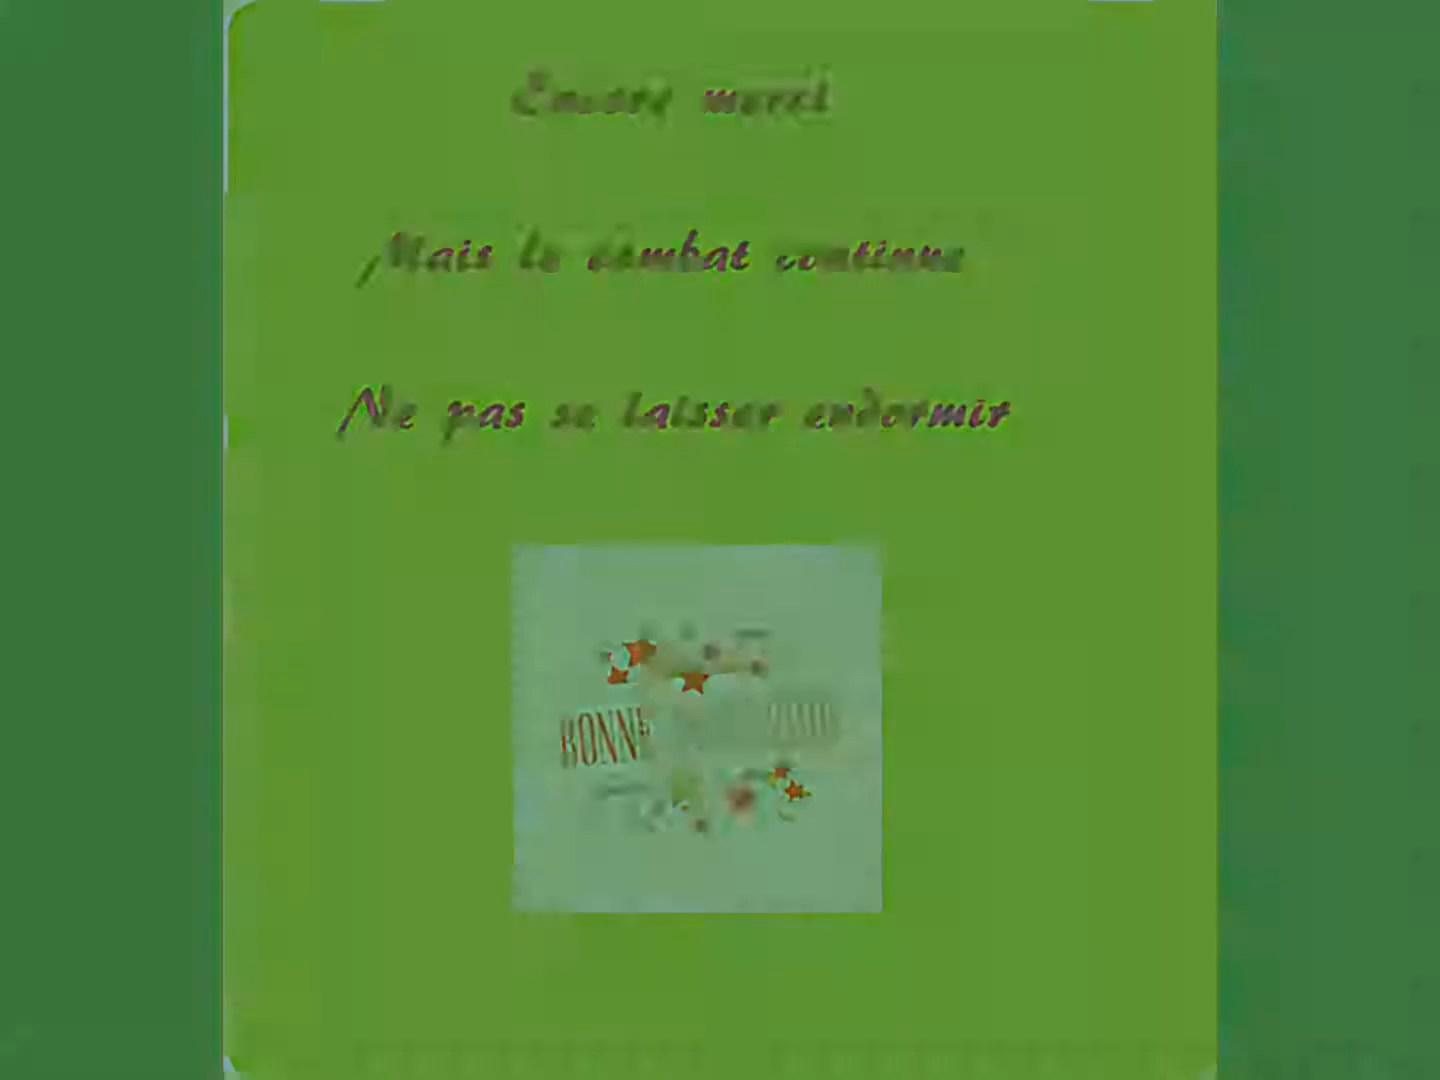 Encore merci
Mais le combat continue
Ne pas se laisser endormir
BONNE